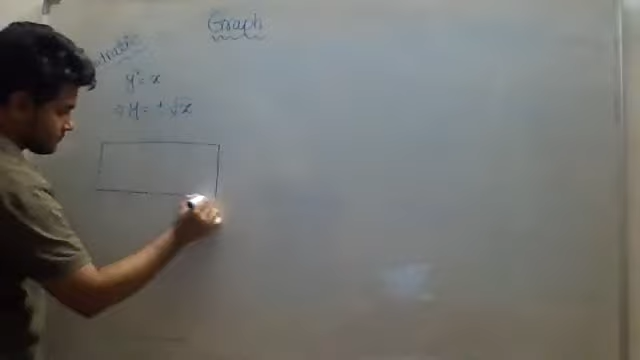 Graph
y² = x
⇒ y = ± √x